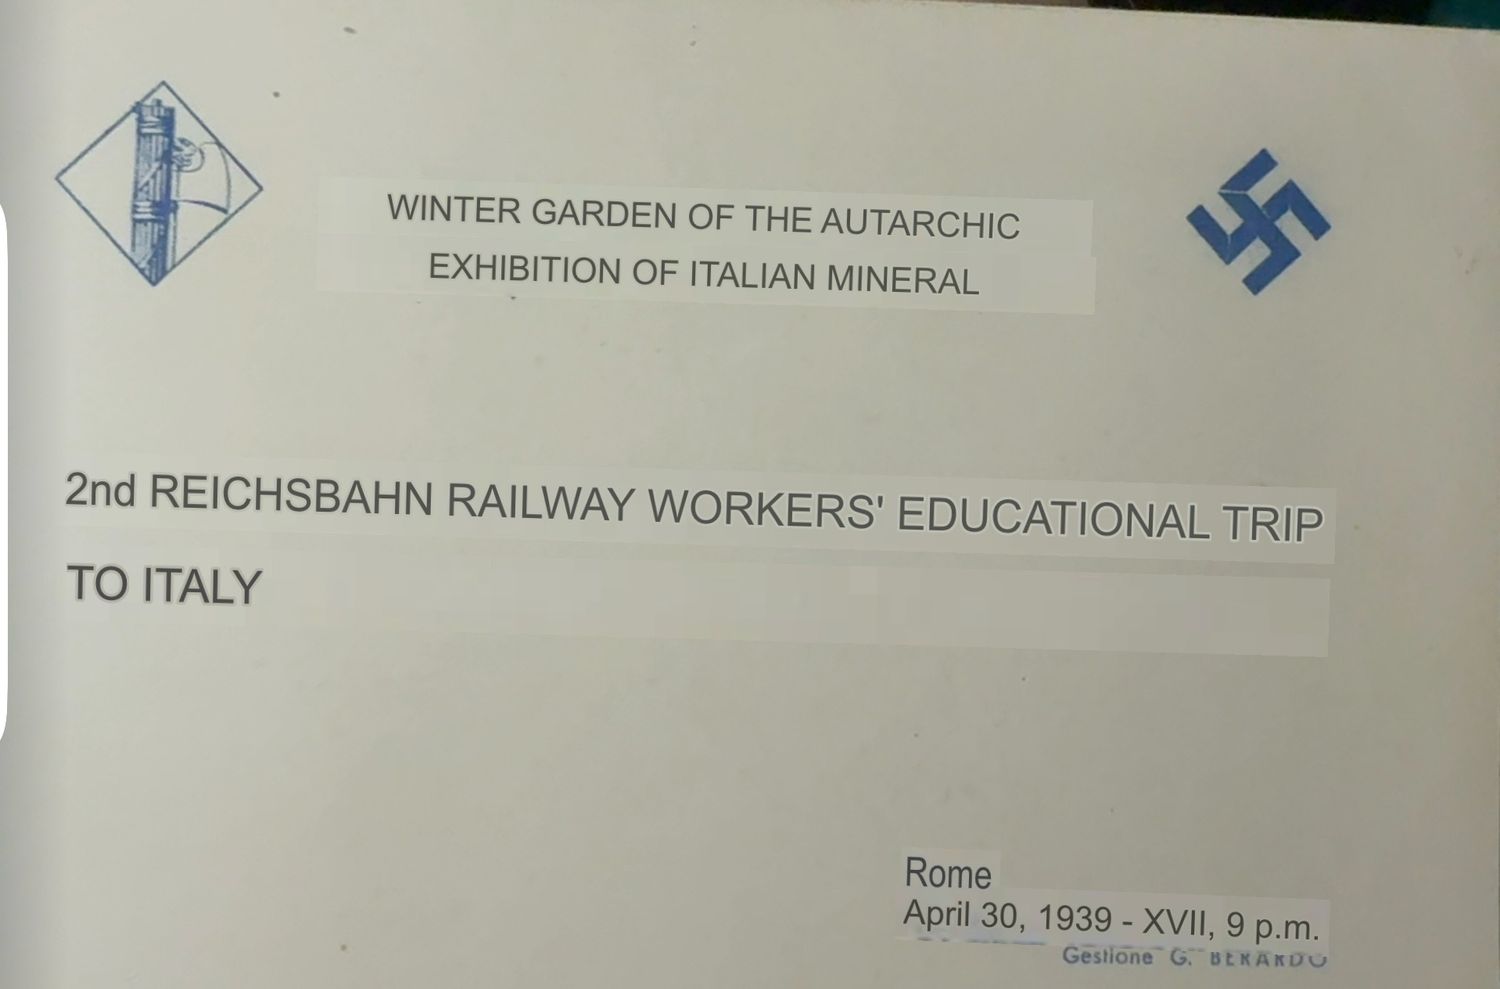 WINTER GARDEN OF THE AUTARCHIC
EXHIBITION OF ITALIAN MINERAL
2nd REICHSBAHN RAILWAY WORKERS' EDUCATIONAL TRIP
TO ITALY
Rome
April 30, 1939 - XVII, 9 p.m.
Gestione G. BERARDO